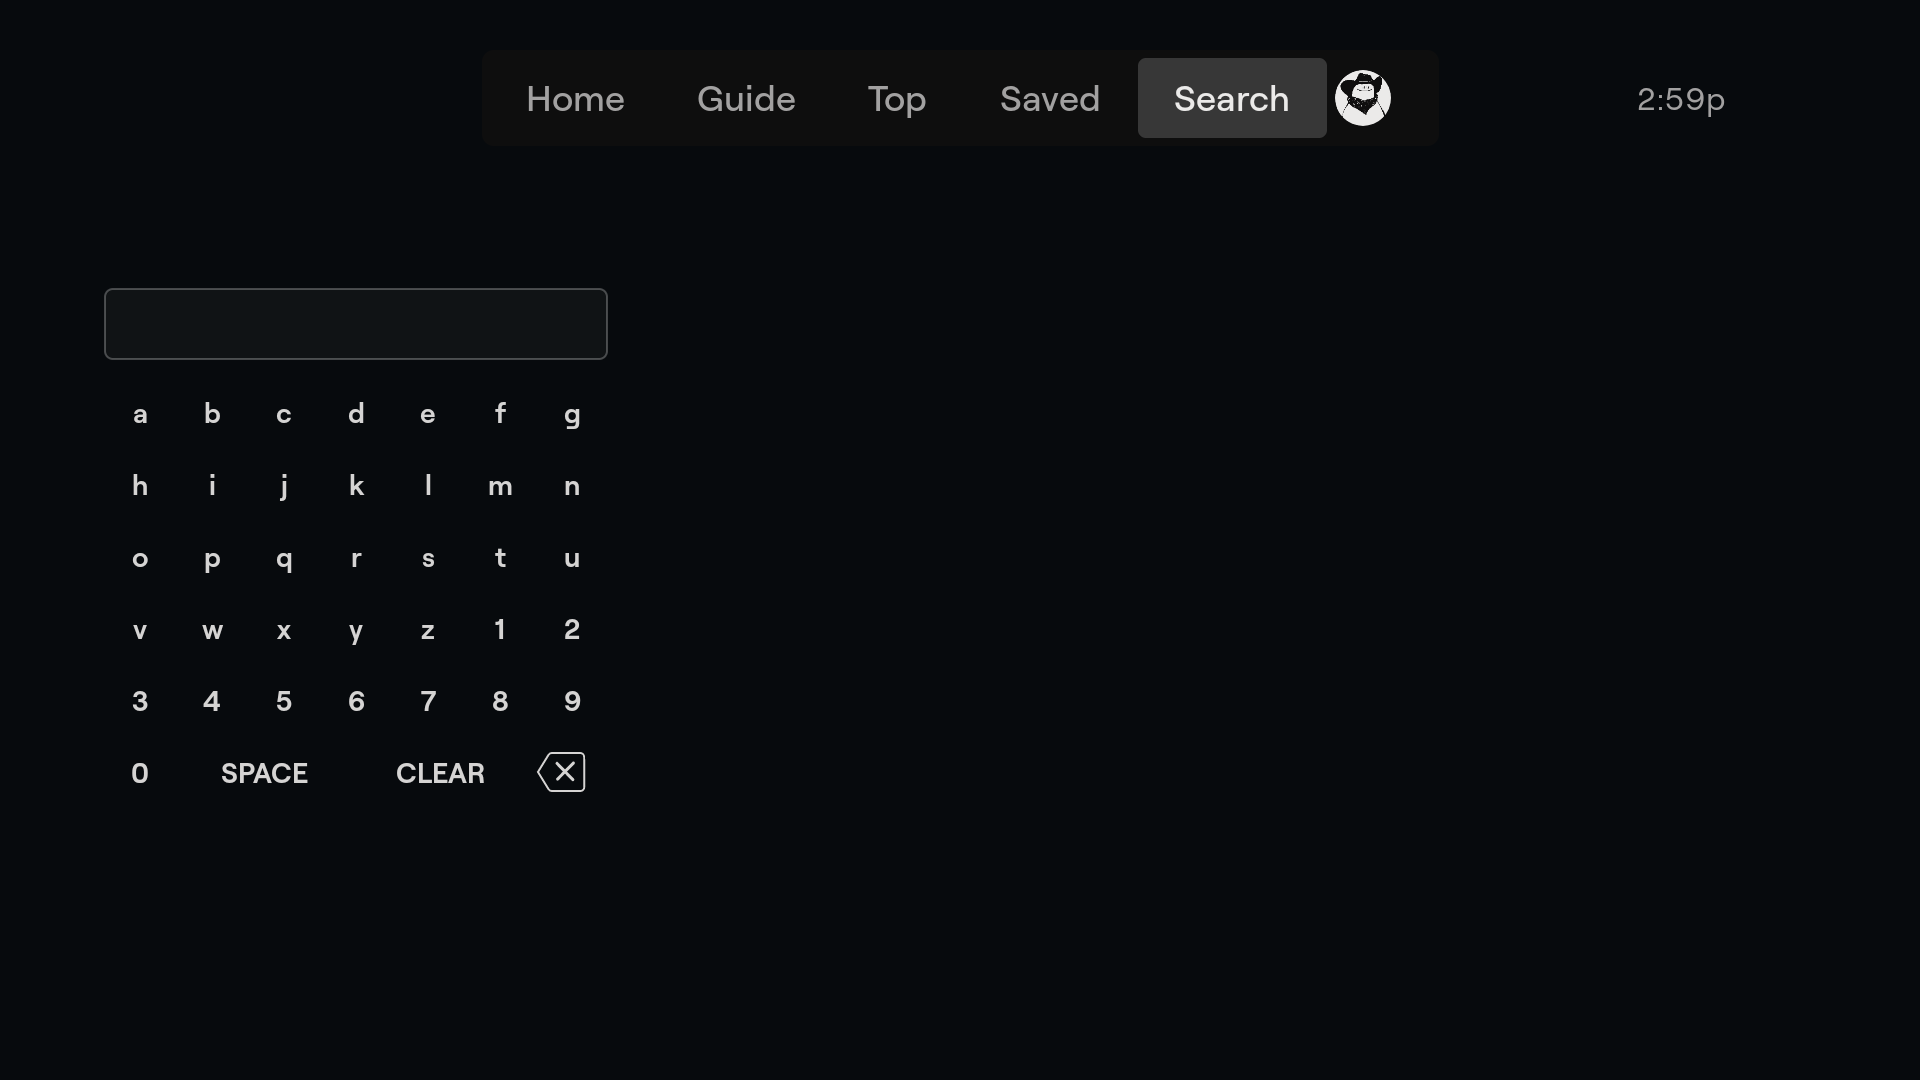 Home Guide Top Saved Search 2:59p
a b c d e f g
h i j k l m n
o p q r s t u
v w x y z 1 2
3 4 5 6 7 8 9
0 SPACE CLEAR